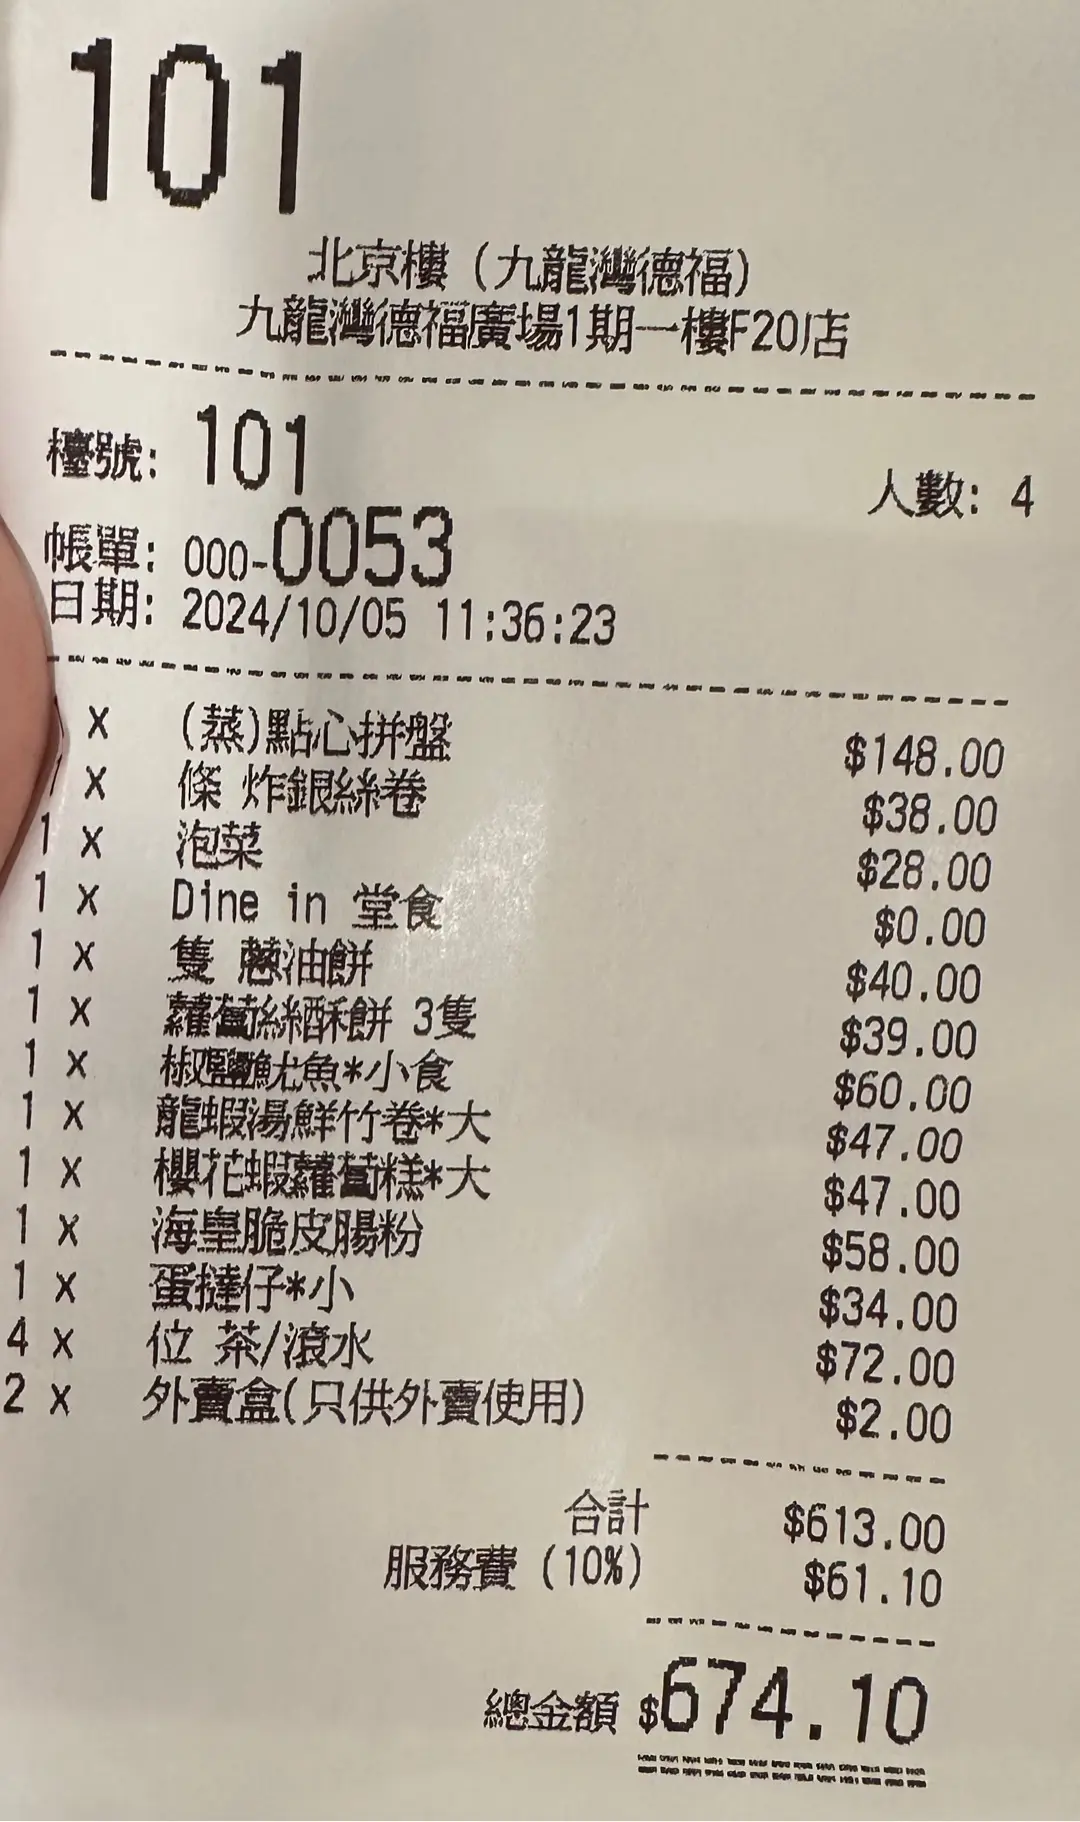 101
北京樓 (九龍灣德福)
九龍灣德福廣場1期一樓F20J店
檯號: 101 人數: 4
帳單: 000-0053
日期: 2024/10/05 11:36:23
1 X (蒸)點心拼盤 $148.00
1 X 條 炸銀絲卷 $38.00
1 X 泡菜 $28.00
1 X Dine in 堂食 $0.00
1 X 隻 蔥油餅 $40.00
1 X 蘿蔔絲酥餅 3隻 $39.00
1 X 椒鹽魷魚*小食 $60.00
1 X 龍蝦湯鮮竹卷*大 $47.00
1 X 櫻花蝦蘿蔔糕*大 $47.00
1 X 海皇脆皮腸粉 $58.00
1 X 蛋撻仔*小 $34.00
4 X 位 茶/滾水 $72.00
2 X 外賣盒(只供外賣使用) $2.00
合計 $613.00
服務費 (10%) $61.10
總金額 $674.10